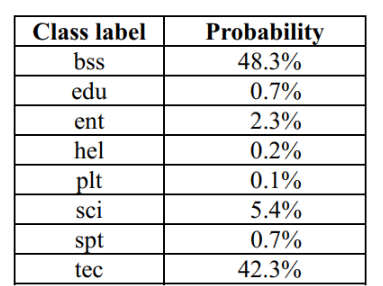 Class label Probability
bss 48.3%
edu 0.7%
ent 2.3%
hel 0.2%
plt 0.1%
sci 5.4%
spt 0.7%
tec 42.3%